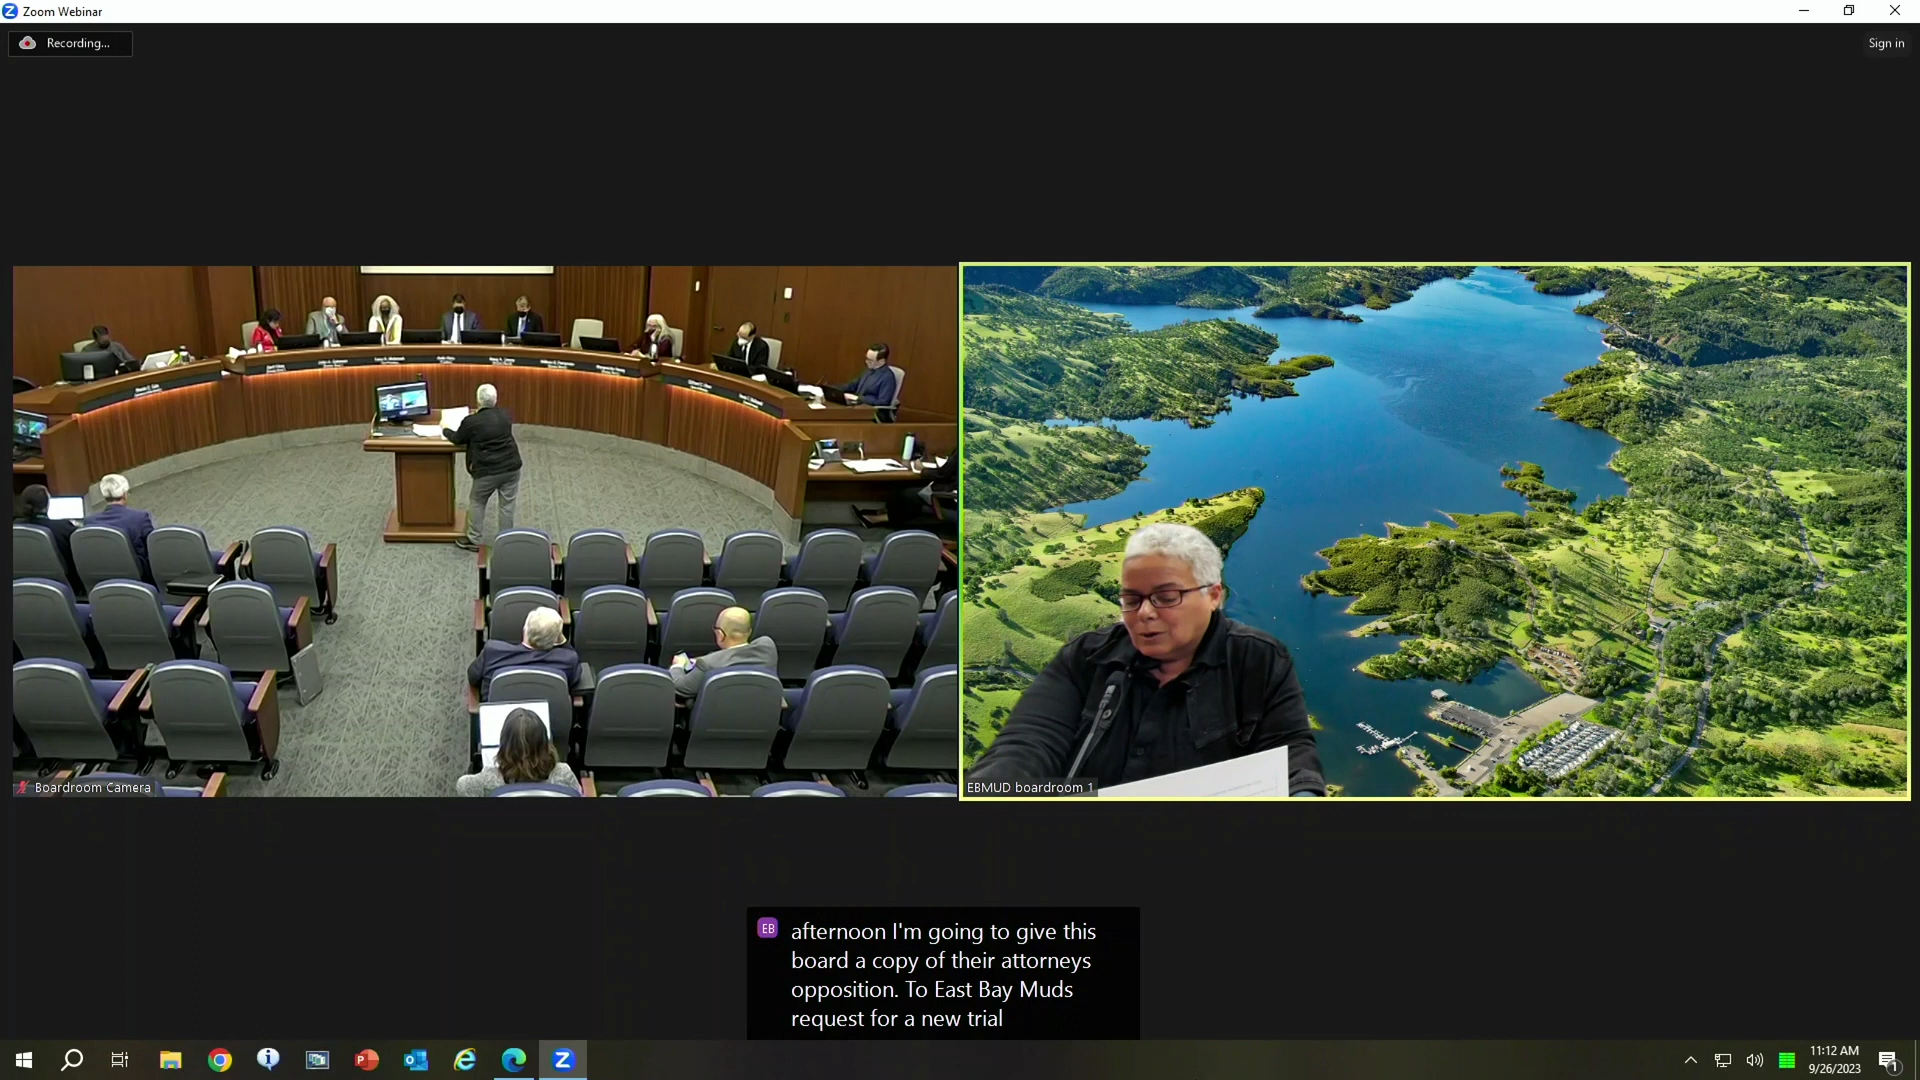 Zoom Webinar
Recording...
Sign in
Boardroom Camera
EBMUD boardroom 1
EB
afternoon I'm going to give this
board a copy of their attorneys
opposition. To East Bay Muds
request for a new trial
11:12 AM
9/26/2023
1